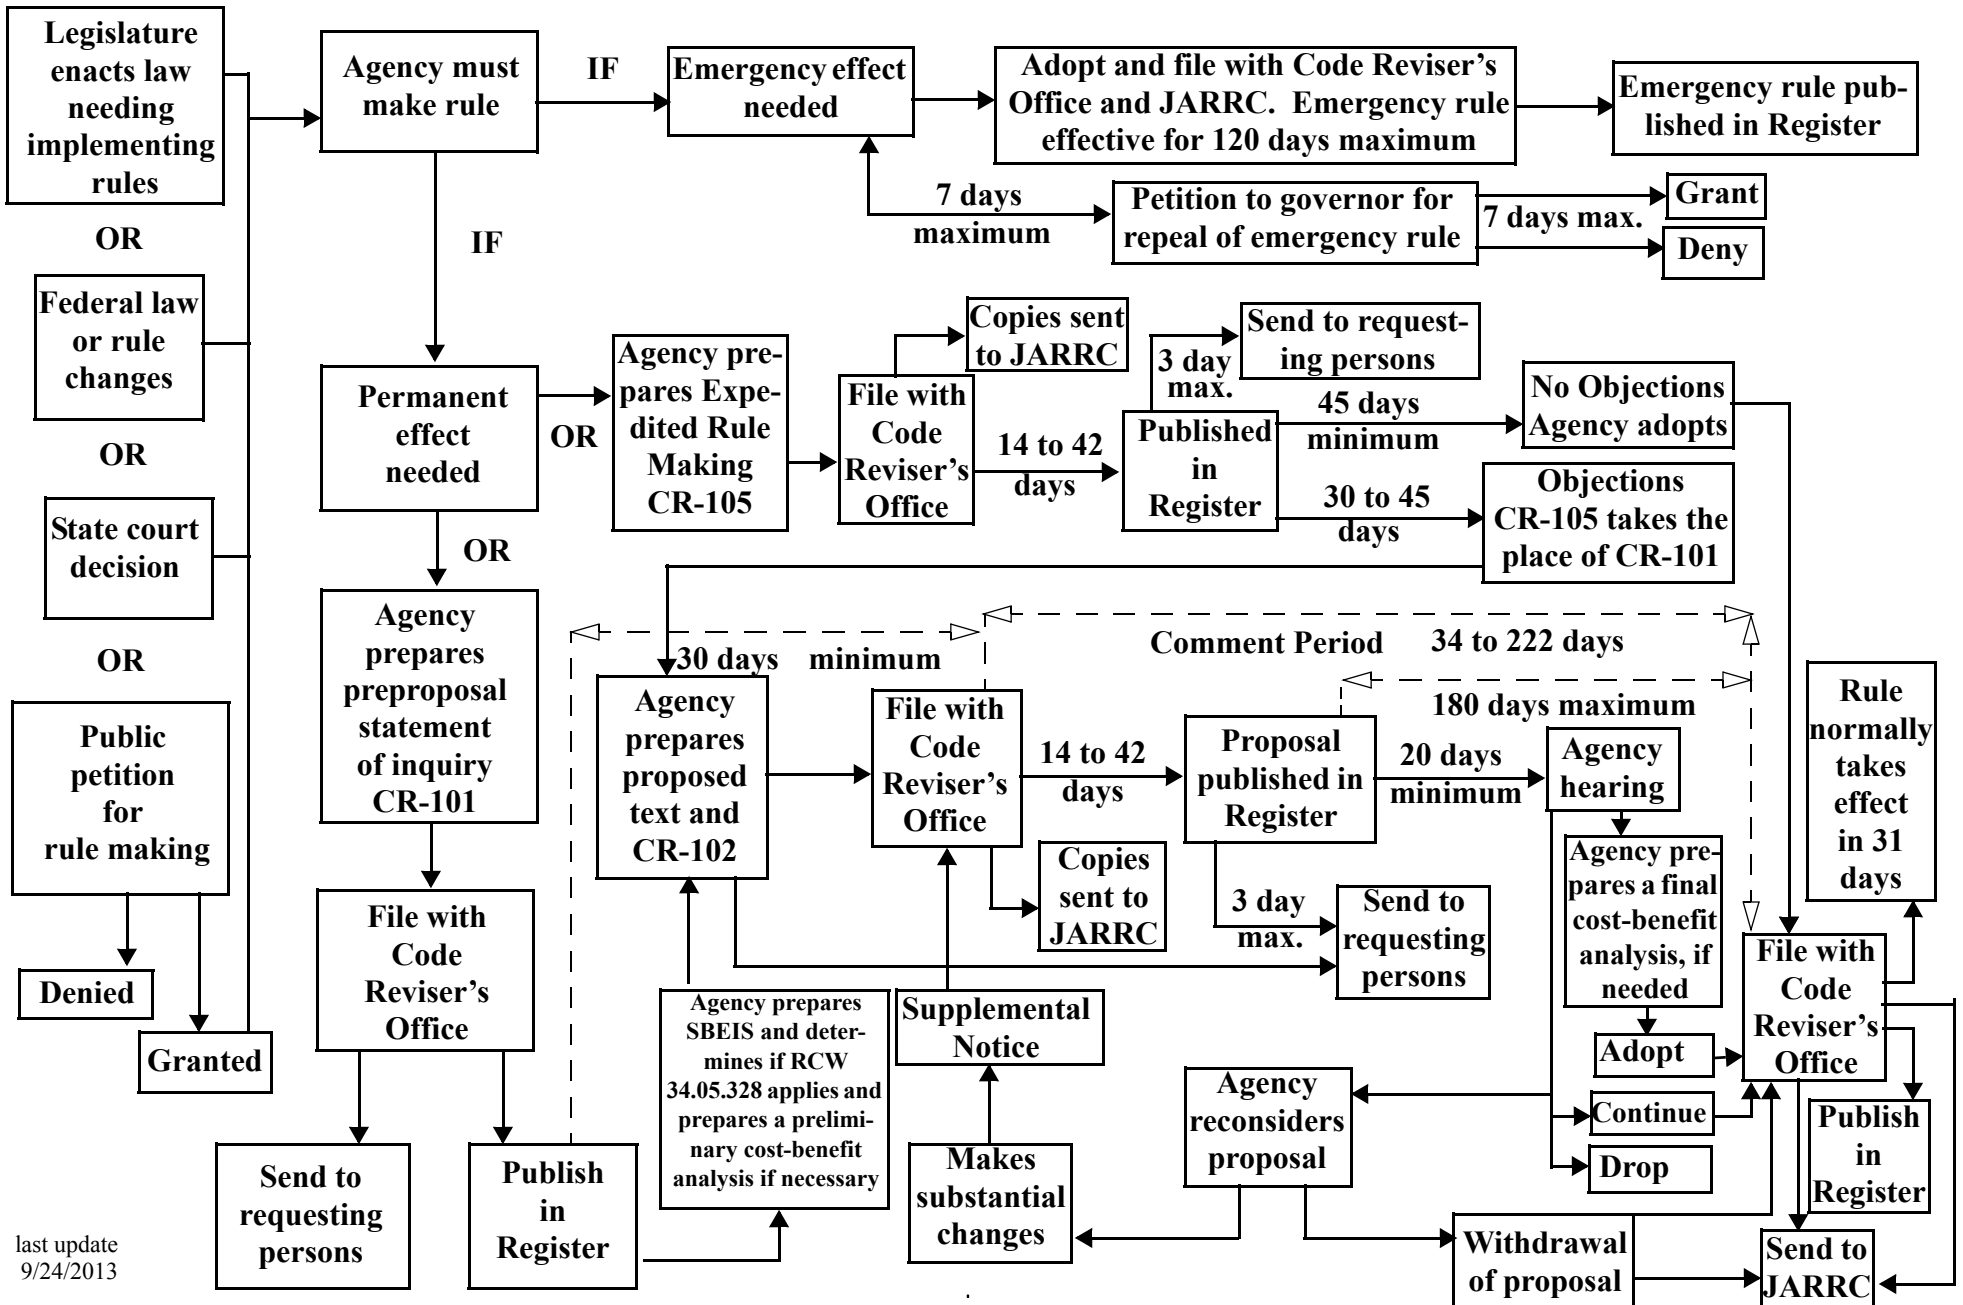 Legislature
enacts law
needing
implementing
rules
OR
Federal law
or rule
changes
OR
State court
decision
OR
Public
petition
for
rule making
Denied
Granted
last update
9/24/2013
Agency must
make rule
IF
Emergency effect
needed
Adopt and file with Code Reviser's
Office and JARRC. Emergency rule
effective for 120 days maximum
Emergency rule pub-
lished in Register
7 days
maximum
Petition to governor for
repeal of emergency rule
7 days max.
Grant
Deny
IF
Permanent
effect
needed
OR
Agency pre-
pares Expe-
dited Rule
Making
CR-105
File with
Code
Reviser's
Office
Copies sent
to JARRC
14 to 42
days
Published
in
Register
3 day
max.
Send to request-
ing persons
45 days
minimum
No Objections
Agency adopts
30 to 45
days
Objections
CR-105 takes the
place of CR-101
OR
Agency
prepares
preproposal
statement
of inquiry
CR-101
File with
Code
Reviser's
Office
Send to
requesting
persons
Publish
in
Register
30 days minimum
Agency prepares
SBEIS and deter-
mines if RCW
34.05.328 applies and
prepares a prelimi-
nary cost-benefit
analysis if necessary
Agency
prepares
proposed
text and
CR-102
File with
Code
Reviser's
Office
Copies
sent to
JARRC
Comment Period 34 to 222 days
180 days maximum
14 to 42
days
Proposal
published in
Register
3 day
max.
Send to
requesting
persons
20 days
minimum
Agency
hearing
Agency pre-
pares a final
cost-benefit
analysis, if
needed
Adopt
Continue
Drop
Agency
reconsiders
proposal
Makes
substantial
changes
Supplemental
Notice
Withdrawal
of proposal
File with
Code
Reviser's
Office
Rule
normally
takes
effect
in 31
days
Publish
in
Register
Send to
JARRC